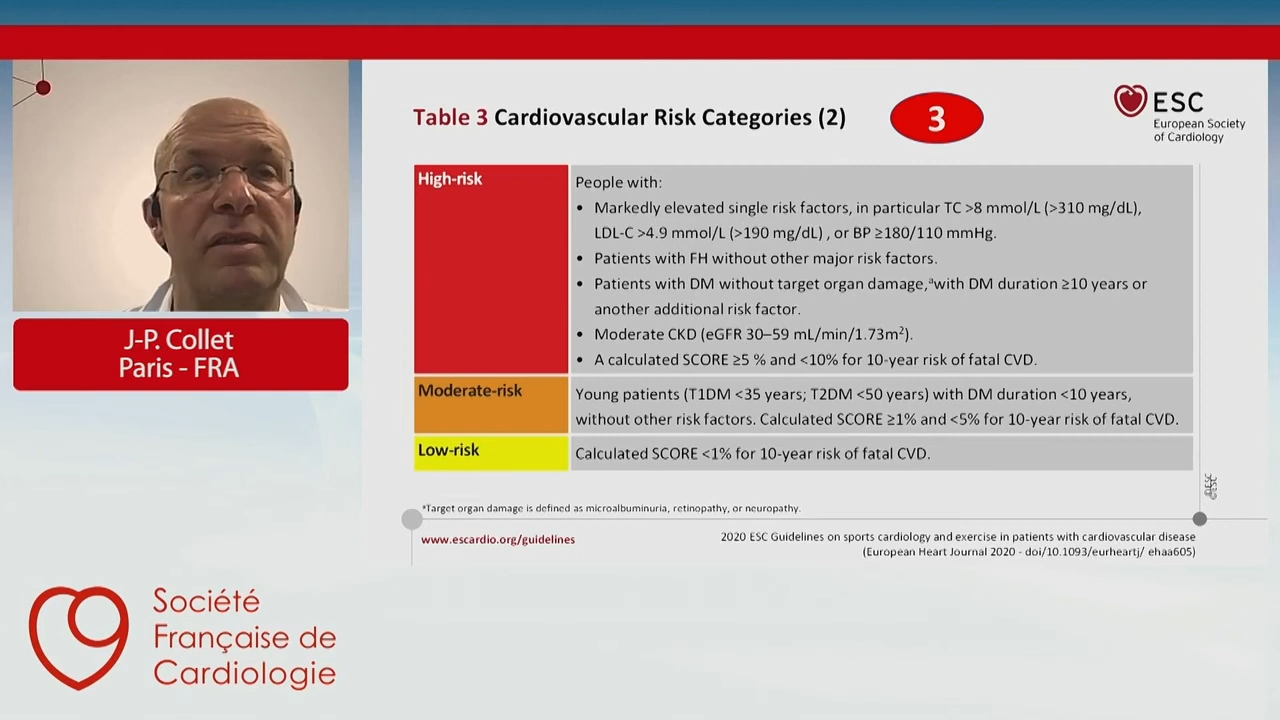 Table 3 Cardiovascular Risk Categories (2)
3
ESC
European Society
of Cardiology
High-risk
People with:
• Markedly elevated single risk factors, in particular TC >8 mmol/L (>310 mg/dL),
LDL-C >4.9 mmol/L (>190 mg/dL) , or BP ≥180/110 mmHg.
• Patients with FH without other major risk factors.
• Patients with DM without target organ damage,ᵃwith DM duration ≥10 years or
another additional risk factor.
• Moderate CKD (eGFR 30–59 mL/min/1.73m²).
• A calculated SCORE ≥5 % and <10% for 10-year risk of fatal CVD.
Moderate-risk
Young patients (T1DM <35 years; T2DM <50 years) with DM duration <10 years,
without other risk factors. Calculated SCORE ≥1% and <5% for 10-year risk of fatal CVD.
Low-risk
Calculated SCORE <1% for 10-year risk of fatal CVD.
©ESC
ᵃTarget organ damage is defined as microalbuminuria, retinopathy, or neuropathy.
www.escardio.org/guidelines
2020 ESC Guidelines on sports cardiology and exercise in patients with cardiovascular disease
(European Heart Journal 2020 - doi/10.1093/eurheartj/ ehaa605)
J-P. Collet
Paris - FRA
Société
Française de
Cardiologie